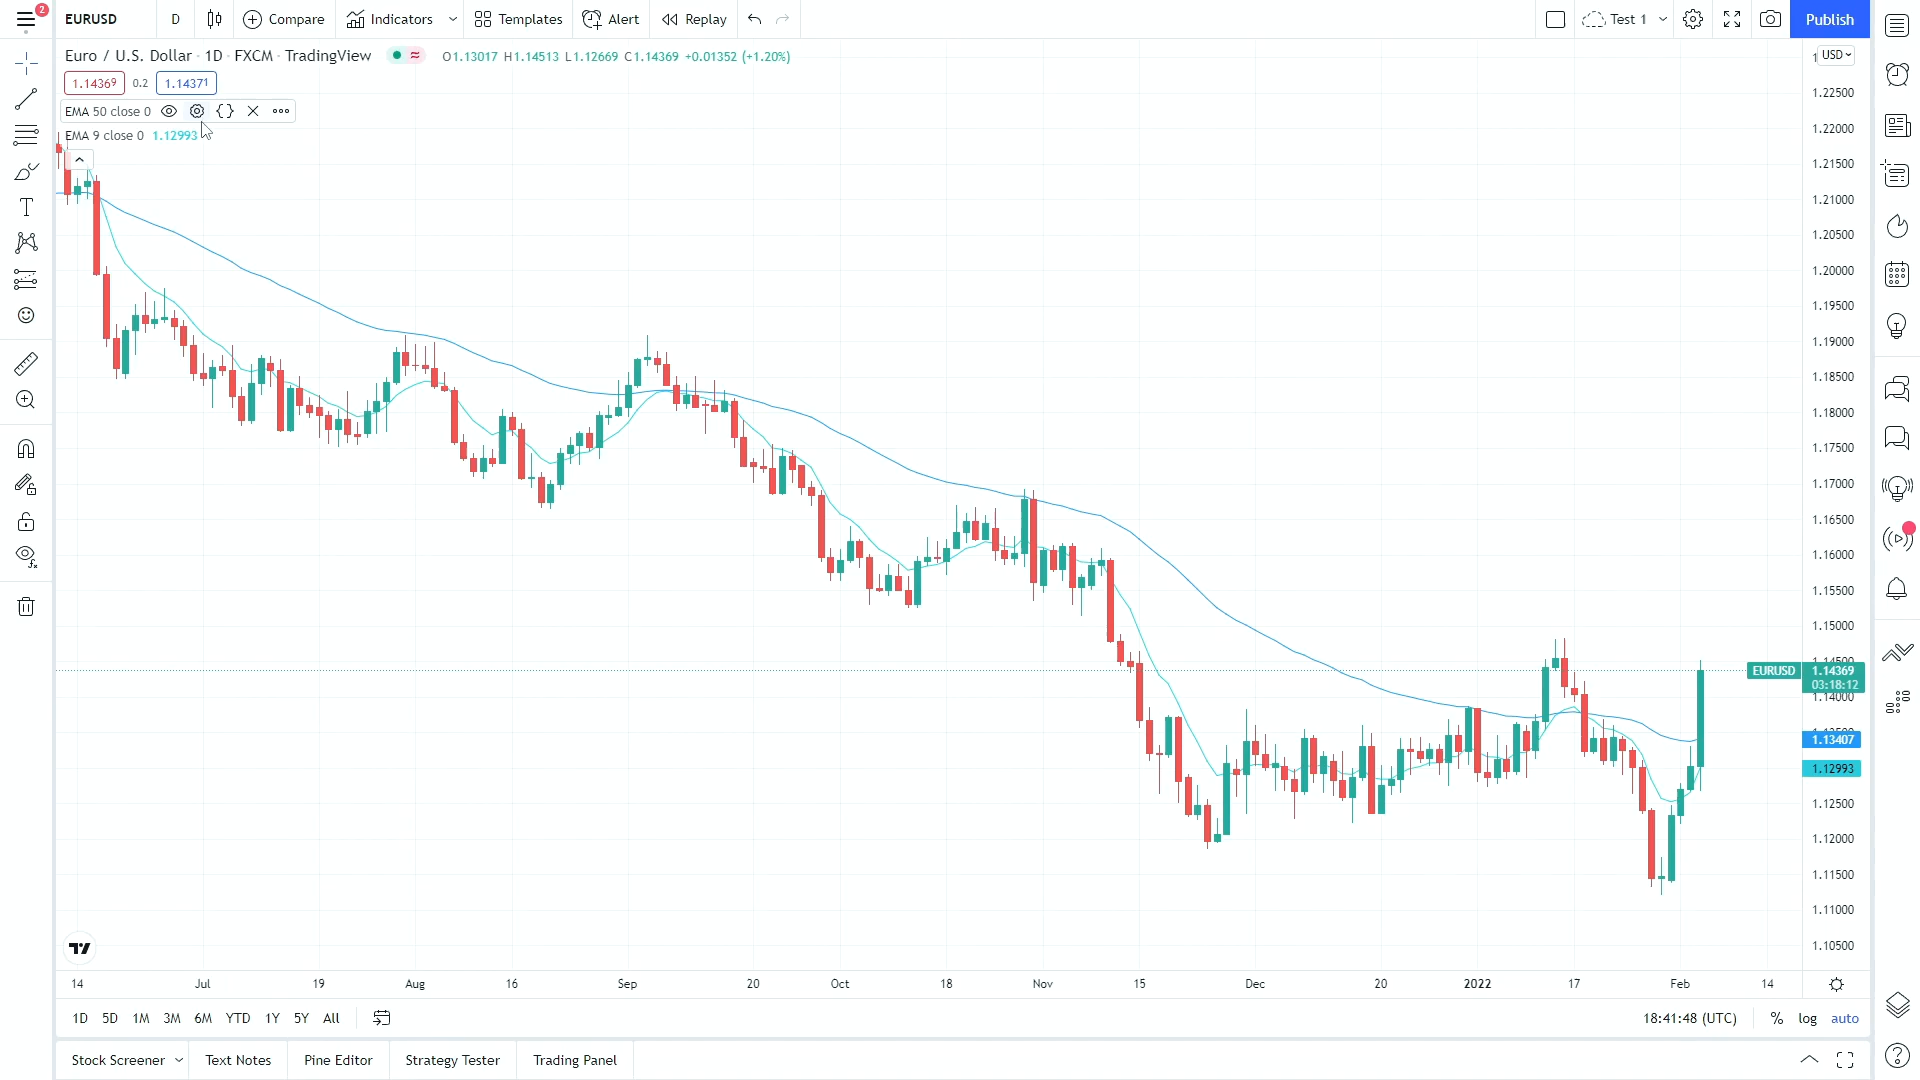 2
EURUSD D Compare Indicators Templates Alert Replay Test 1 Publish
Euro / U.S. Dollar · 1D · FXCM · TradingView O1.13017 H1.14513 L1.12669 C1.14369 +0.01352 (+1.20%) USD
1.14369 0.2 1.14371
EMA 50 close 0
EMA 9 close 0 1.12993
1.22500
1.22000
1.21500
1.21000
1.20500
1.20000
1.19500
1.19000
1.18500
1.18000
1.17500
1.17000
1.16500
1.16000
1.15500
1.15000
EURUSD 1.14369
03:18:12
1.14000
1.13407
1.12993
1.12500
1.12000
1.11500
1.11000
1.10500
14 Jul 19 Aug 16 Sep 20 Oct 18 Nov 15 Dec 20 2022 17 Feb 14
1D 5D 1M 3M 6M YTD 1Y 5Y All 18:41:48 (UTC) % log auto
Stock Screener Text Notes Pine Editor Strategy Tester Trading Panel